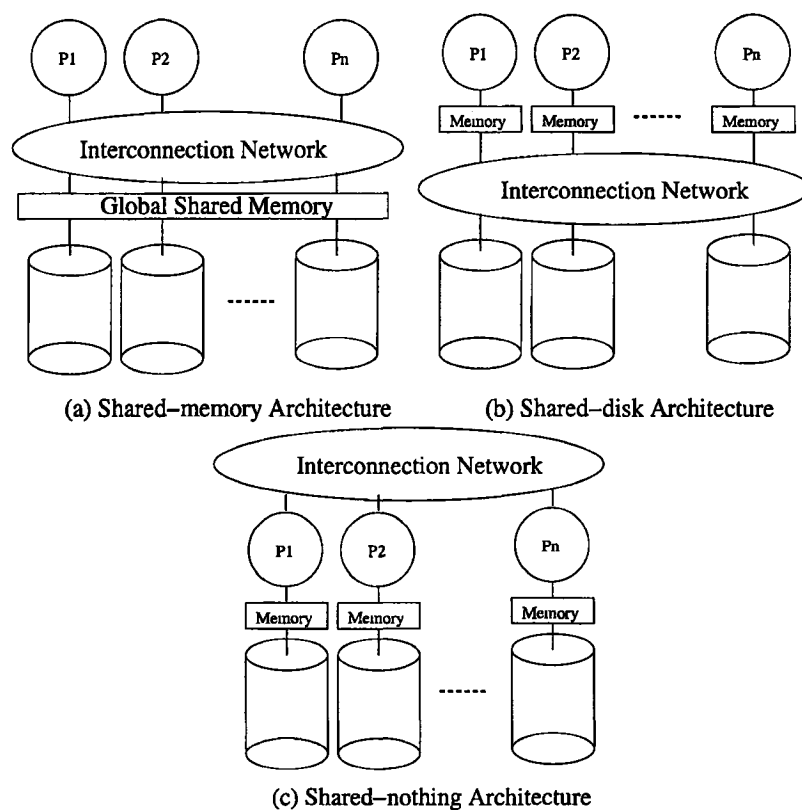 P1
P2
Pn
Interconnection Network
Global Shared Memory
(a) Shared–memory Architecture
P1
P2
Pn
Memory
Memory
Memory
Interconnection Network
(b) Shared–disk Architecture
Interconnection Network
P1
P2
Pn
Memory
Memory
Memory
(c) Shared–nothing Architecture